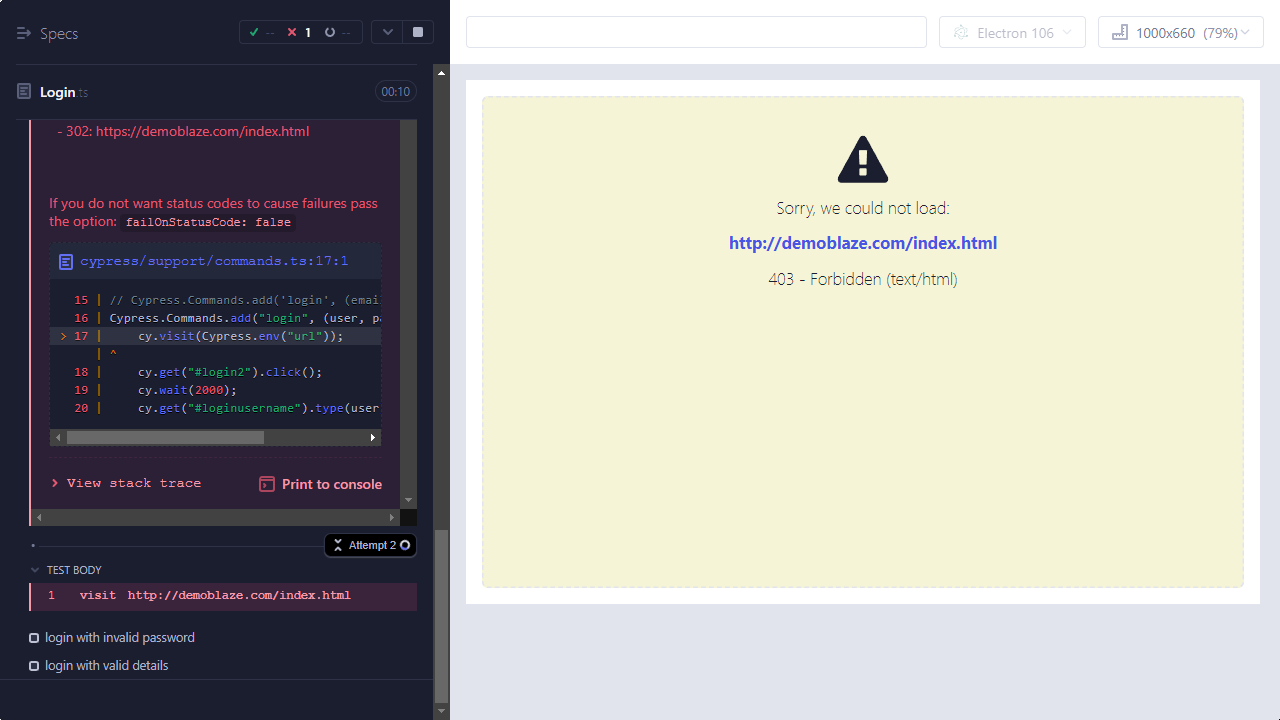 Specs
-- 1 --
Electron 106
1000x660 (79%)
Login.ts
00:10
- 302: https://demoblaze.com/index.html
If you do not want status codes to cause failures pass
the option: failOnStatusCode: false
cypress/support/commands.ts:17:1
15 | // Cypress.Commands.add('login', (emai
16 | Cypress.Commands.add("login", (user, pa
> 17 | cy.visit(Cypress.env("url"));
| ^
18 | cy.get("#login2").click();
19 | cy.wait(2000);
20 | cy.get("#loginusername").type(user
View stack trace
Print to console
Attempt 2
TEST BODY
1 visit http://demoblaze.com/index.html
login with invalid password
login with valid details
Sorry, we could not load:
http://demoblaze.com/index.html
403 - Forbidden (text/html)